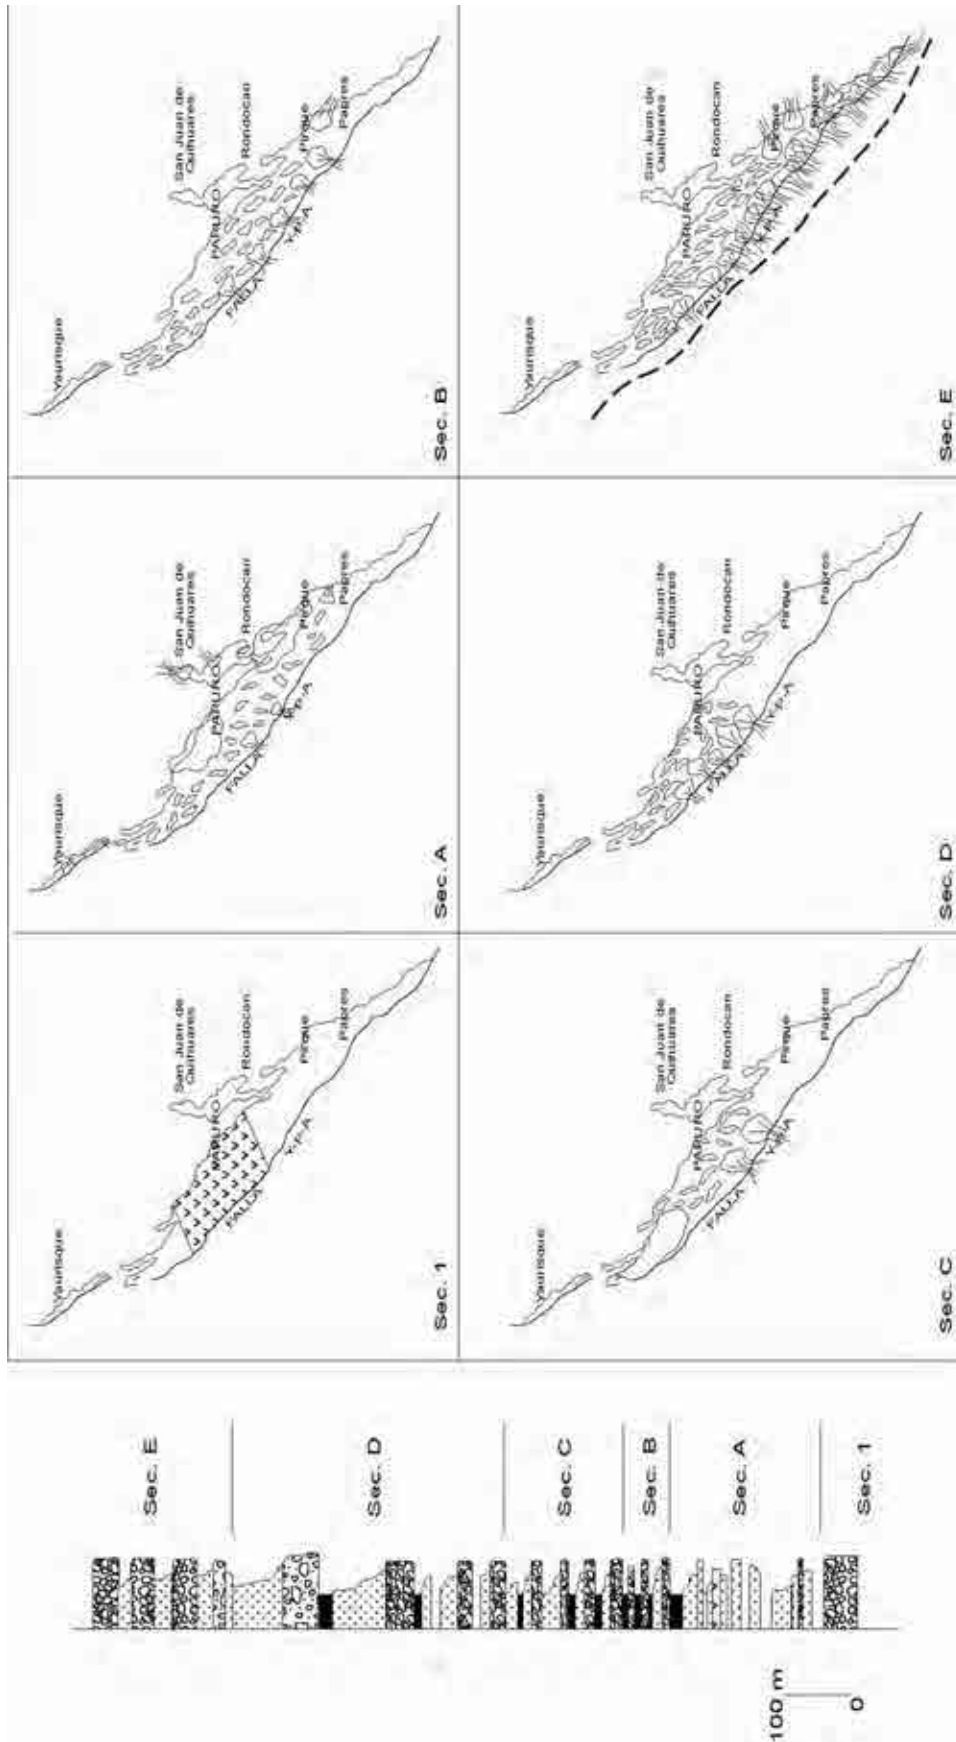 Sec. E
Sec. D
Sec. C
Sec. B
Sec. A
Sec. 1
100 m
0
Yaurisque
San Juan de
Quihuares
PARURO
Rondocan
Pirque
Papres
FALLA
Y-P-A
Sec. 1
Yaurisque
San Juan de
Quihuares
PARURO
Rondocan
Pirque
Papres
FALLA
Y-P-A
Sec. A
Yaurisque
San Juan de
Quihuares
PARURO
Rondocan
Pirque
Papres
FALLA
Y-P-A
Sec. B
Yaurisque
San Juan de
Quihuares
PARURO
Rondocan
Pirque
Papres
FALLA
Y-P-A
Sec. C
Yaurisque
San Juan de
Quihuares
PARURO
Rondocan
Pirque
Papres
FALLA
Y-P-A
Sec. D
Yaurisque
San Juan de
Quihuares
PARURO
Rondocan
Pirque
Papres
FALLA
Y-P-A
Sec. E